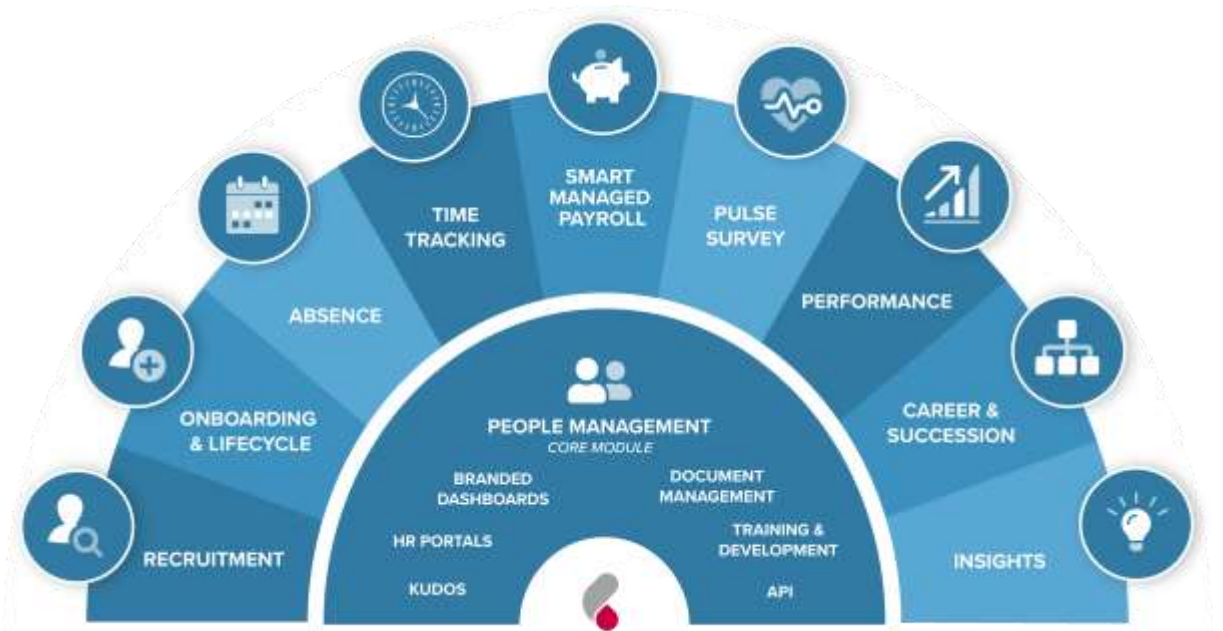 RECRUITMENT
ONBOARDING
& LIFECYCLE
ABSENCE
TIME
TRACKING
SMART
MANAGED
PAYROLL
PULSE
SURVEY
PERFORMANCE
CAREER &
SUCCESSION
INSIGHTS
PEOPLE MANAGEMENT
CORE MODULE
BRANDED
DASHBOARDS
HR PORTALS
KUDOS
DOCUMENT
MANAGEMENT
TRAINING &
DEVELOPMENT
API